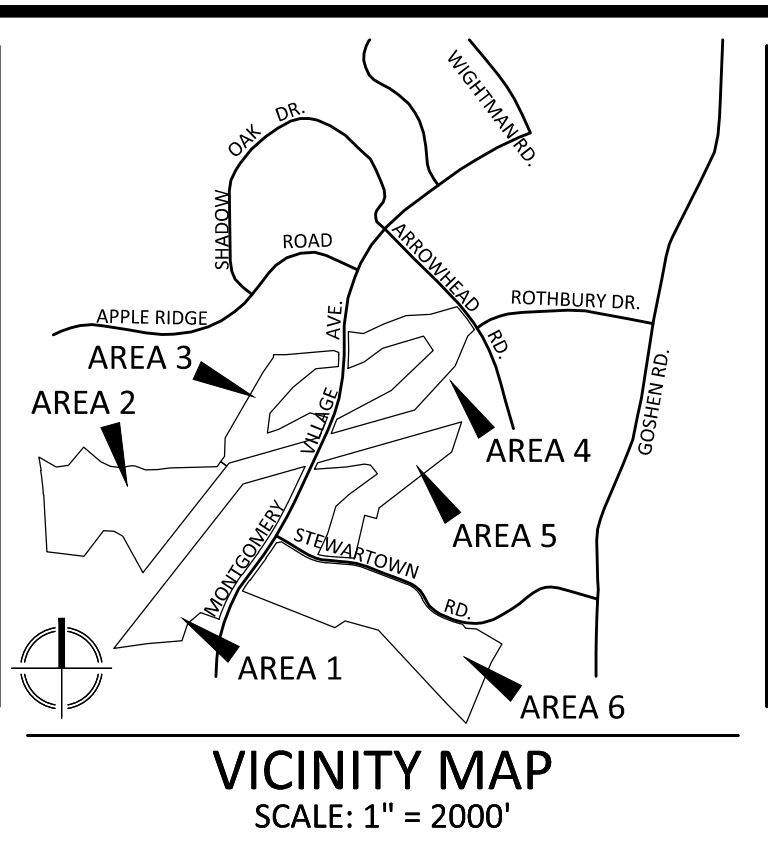 WIGHTMAN RD.
SHADOW OAK DR.
APPLE RIDGE ROAD
ARROWHEAD RD.
ROTHBURY DR.
GOSHEN RD.
MONTGOMERY VILLAGE AVE.
AREA 3
AREA 2
AREA 4
AREA 5
STEWARTOWN RD.
AREA 1
AREA 6
VICINITY MAP
SCALE: 1" = 2000'